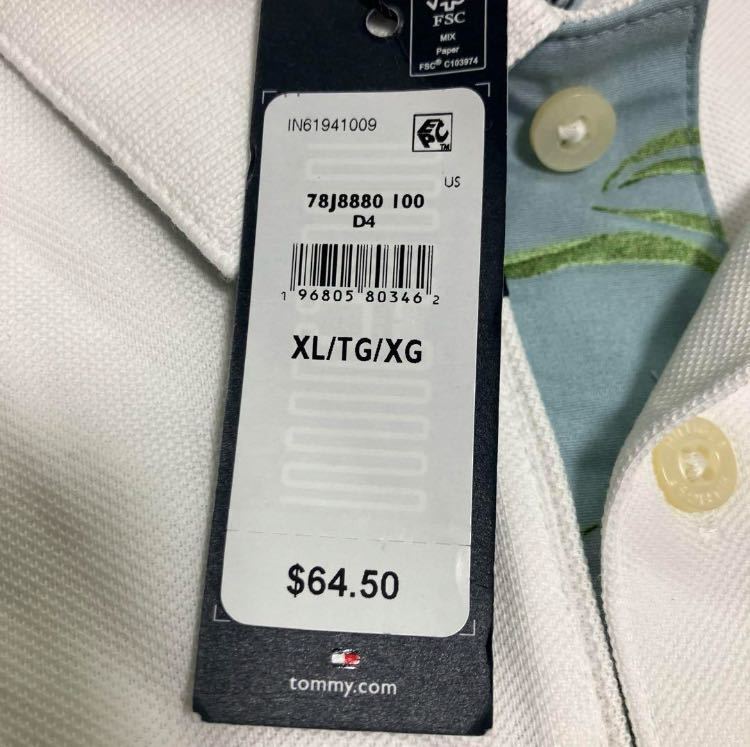 FSC
MIX
Paper
FSC® C103974
IN61941009
EPC™
US
78J8880 100
D4
1 96805 80346 2
XL/TG/XG
$64.50
tommy.com